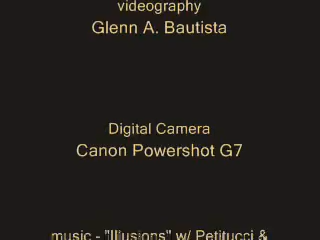 videography
Glenn A. Bautista
Digital Camera
Canon Powershot G7
music - "Illusions" w/ Petitucci &